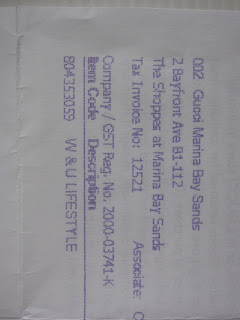 002 Gucci Marina Bay Sands
2 Bayfront Ave B1-112
The Shoppes at Marina Bay Sands
Tax Invoice No: 12521 Associate: C
Company / GST Reg. No. 2000-03741-K
Item Code Description
804353059 W & U LIFESTYLE